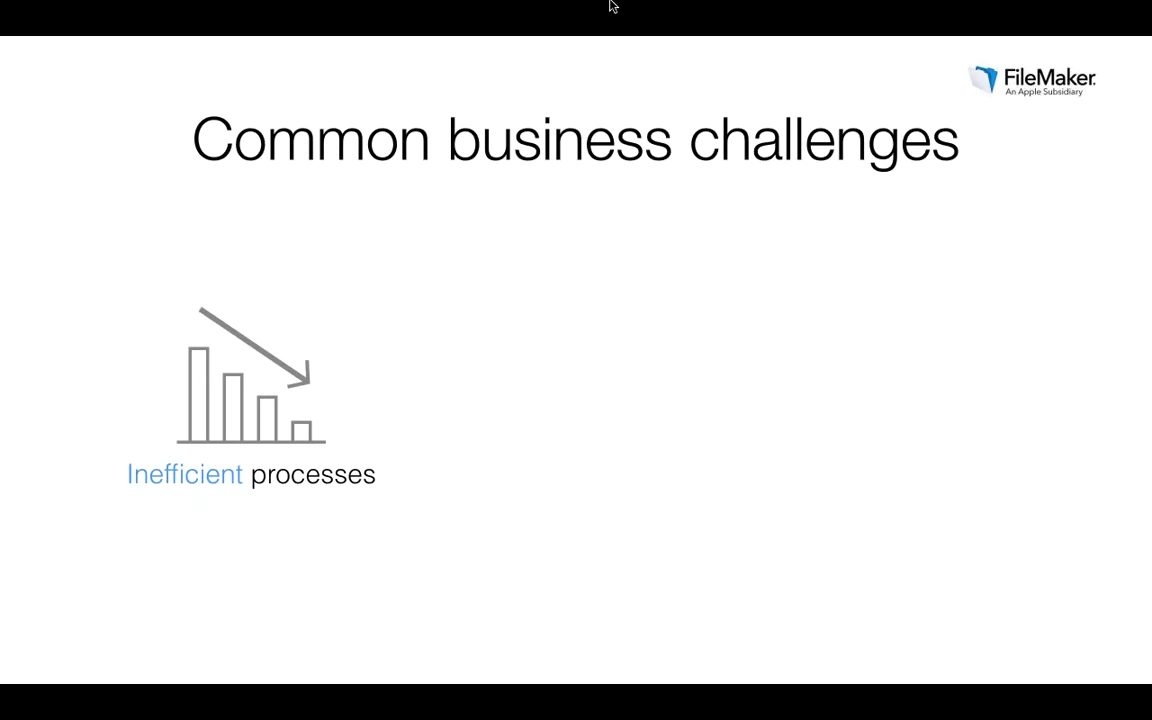 FileMaker.
An Apple Subsidiary
Common business challenges
Inefficient processes